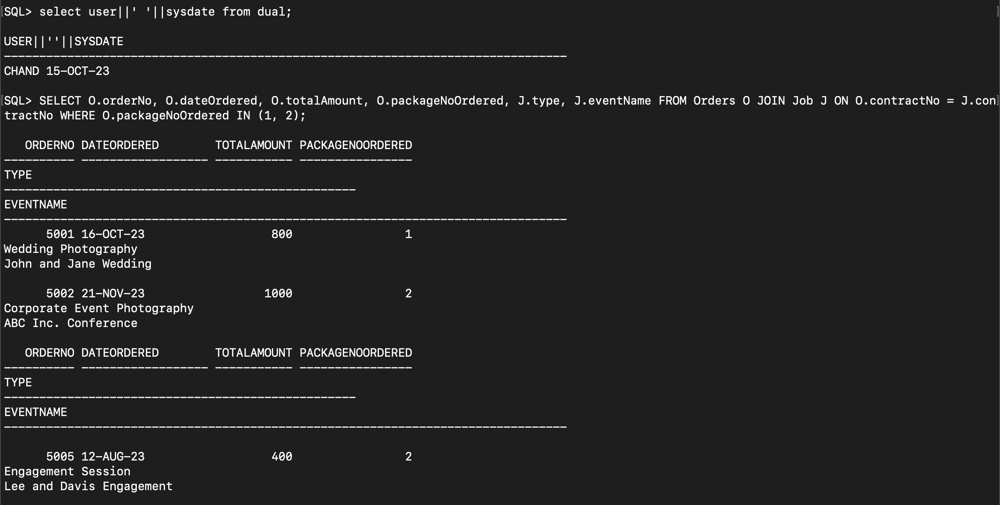 SQL> select user||' '||sysdate from dual;
USER||''||SYSDATE
--------------------------------------------------------------------------------
CHAND 15-OCT-23
SQL> SELECT O.orderNo, O.dateOrdered, O.totalAmount, O.packageNoOrdered, J.type, J.eventName FROM Orders O JOIN Job J ON O.contractNo = J.con
tractNo WHERE O.packageNoOrdered IN (1, 2);
   ORDERNO DATEORDERED        TOTALAMOUNT PACKAGENOORDERED
---------- ------------------ ----------- ----------------
TYPE
--------------------------------------------------
EVENTNAME
--------------------------------------------------------------------------------
      5001 16-OCT-23                  800                1
Wedding Photography
John and Jane Wedding
      5002 21-NOV-23                 1000                2
Corporate Event Photography
ABC Inc. Conference
   ORDERNO DATEORDERED        TOTALAMOUNT PACKAGENOORDERED
---------- ------------------ ----------- ----------------
TYPE
--------------------------------------------------
EVENTNAME
--------------------------------------------------------------------------------
      5005 12-AUG-23                  400                2
Engagement Session
Lee and Davis Engagement